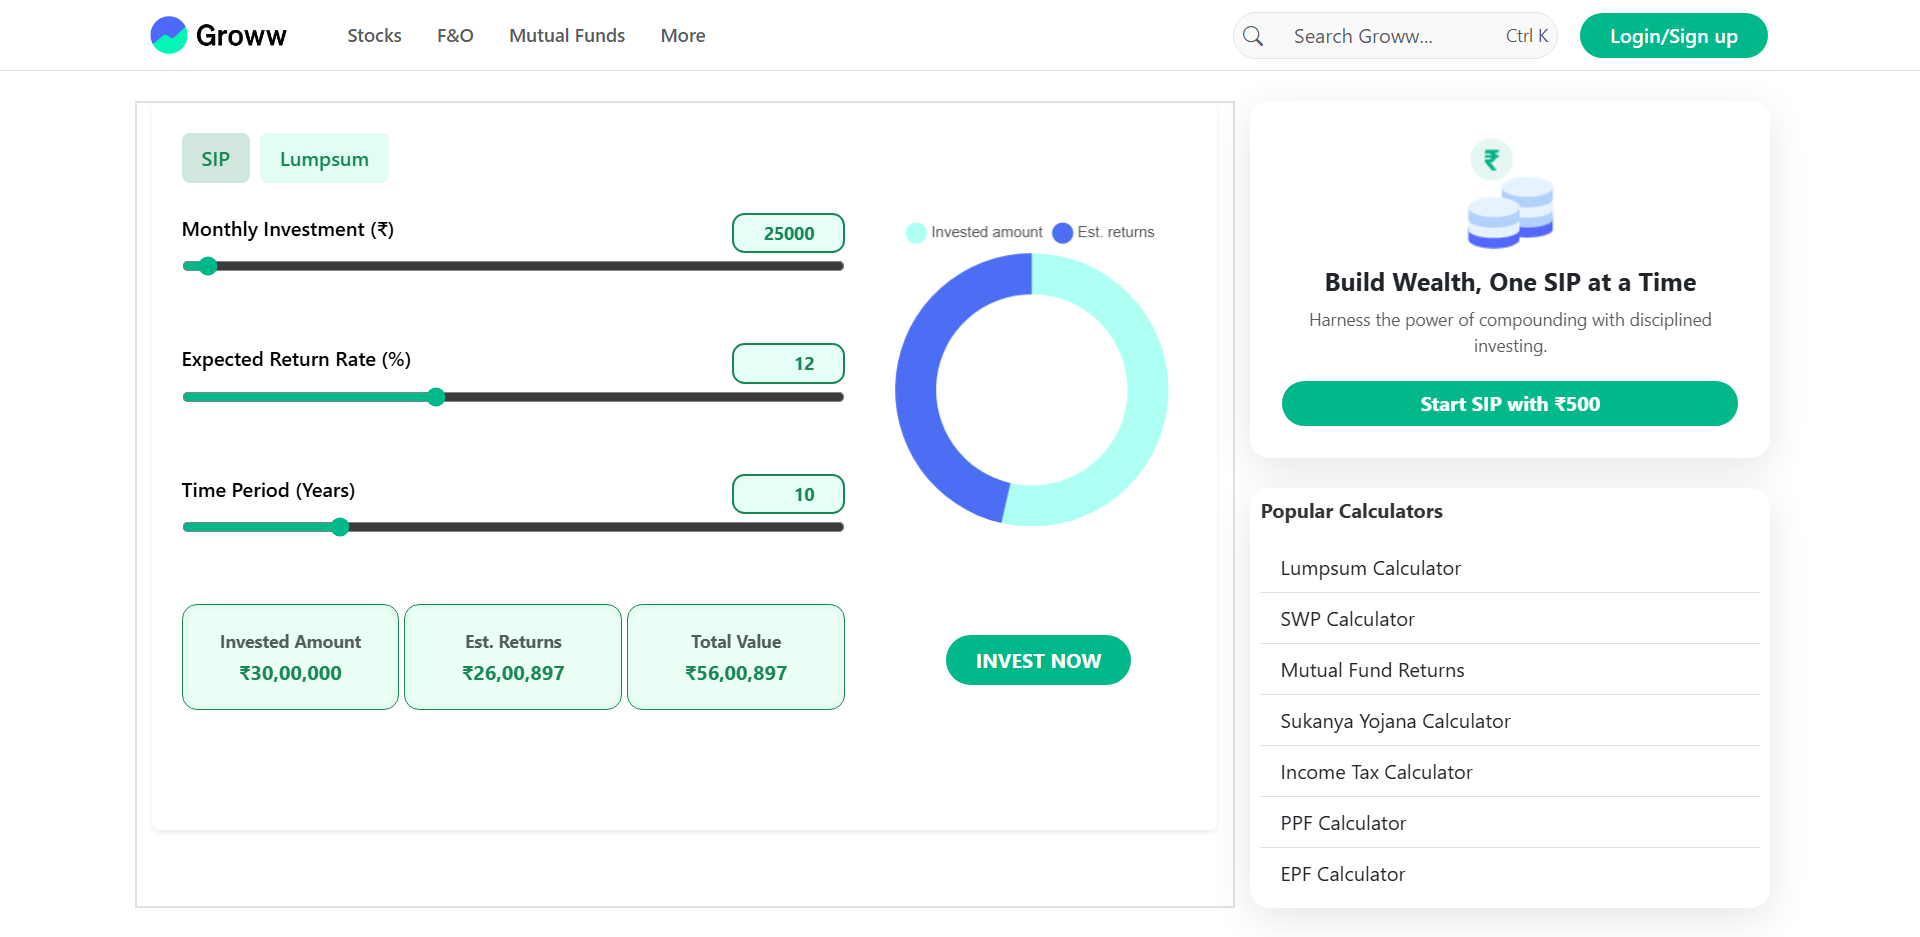 Groww
Stocks
F&O
Mutual Funds
More
Search Groww...
Ctrl K
Login/Sign up
SIP
Lumpsum
Monthly Investment (₹)
25000
Expected Return Rate (%)
12
Time Period (Years)
10
Invested Amount
₹30,00,000
Est. Returns
₹26,00,897
Total Value
₹56,00,897
Invested amount
Est. returns
INVEST NOW
₹
Build Wealth, One SIP at a Time
Harness the power of compounding with disciplined
investing.
Start SIP with ₹500
Popular Calculators
Lumpsum Calculator
SWP Calculator
Mutual Fund Returns
Sukanya Yojana Calculator
Income Tax Calculator
PPF Calculator
EPF Calculator